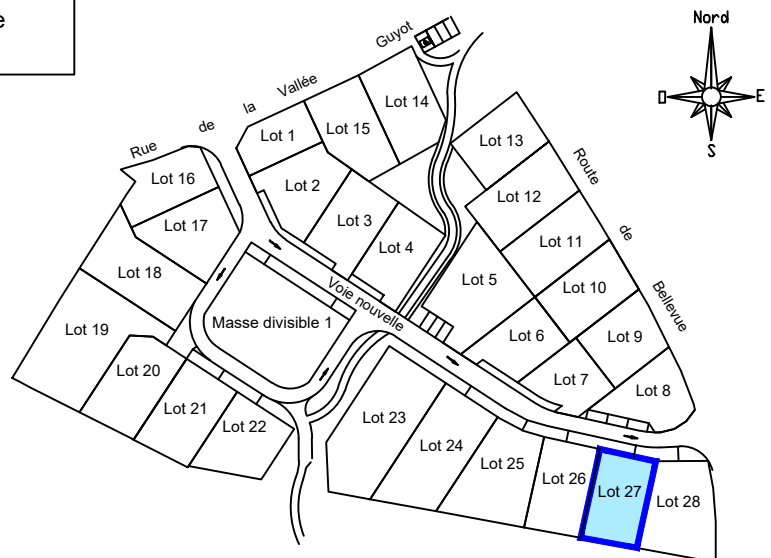 e
Nord
E
S
O
Rue de la Vallée Guyot
Lot 14
Lot 1
Lot 15
Lot 13
Lot 16
Lot 2
Lot 12
Route de Bellevue
Lot 17
Lot 3
Lot 4
Lot 11
Lot 18
Lot 5
Lot 10
Voie nouvelle
Masse divisible 1
Lot 19
Lot 6
Lot 9
Lot 20
Lot 7
Lot 8
Lot 21
Lot 22
Lot 23
Lot 24
Lot 25
Lot 26
Lot 27
Lot 28